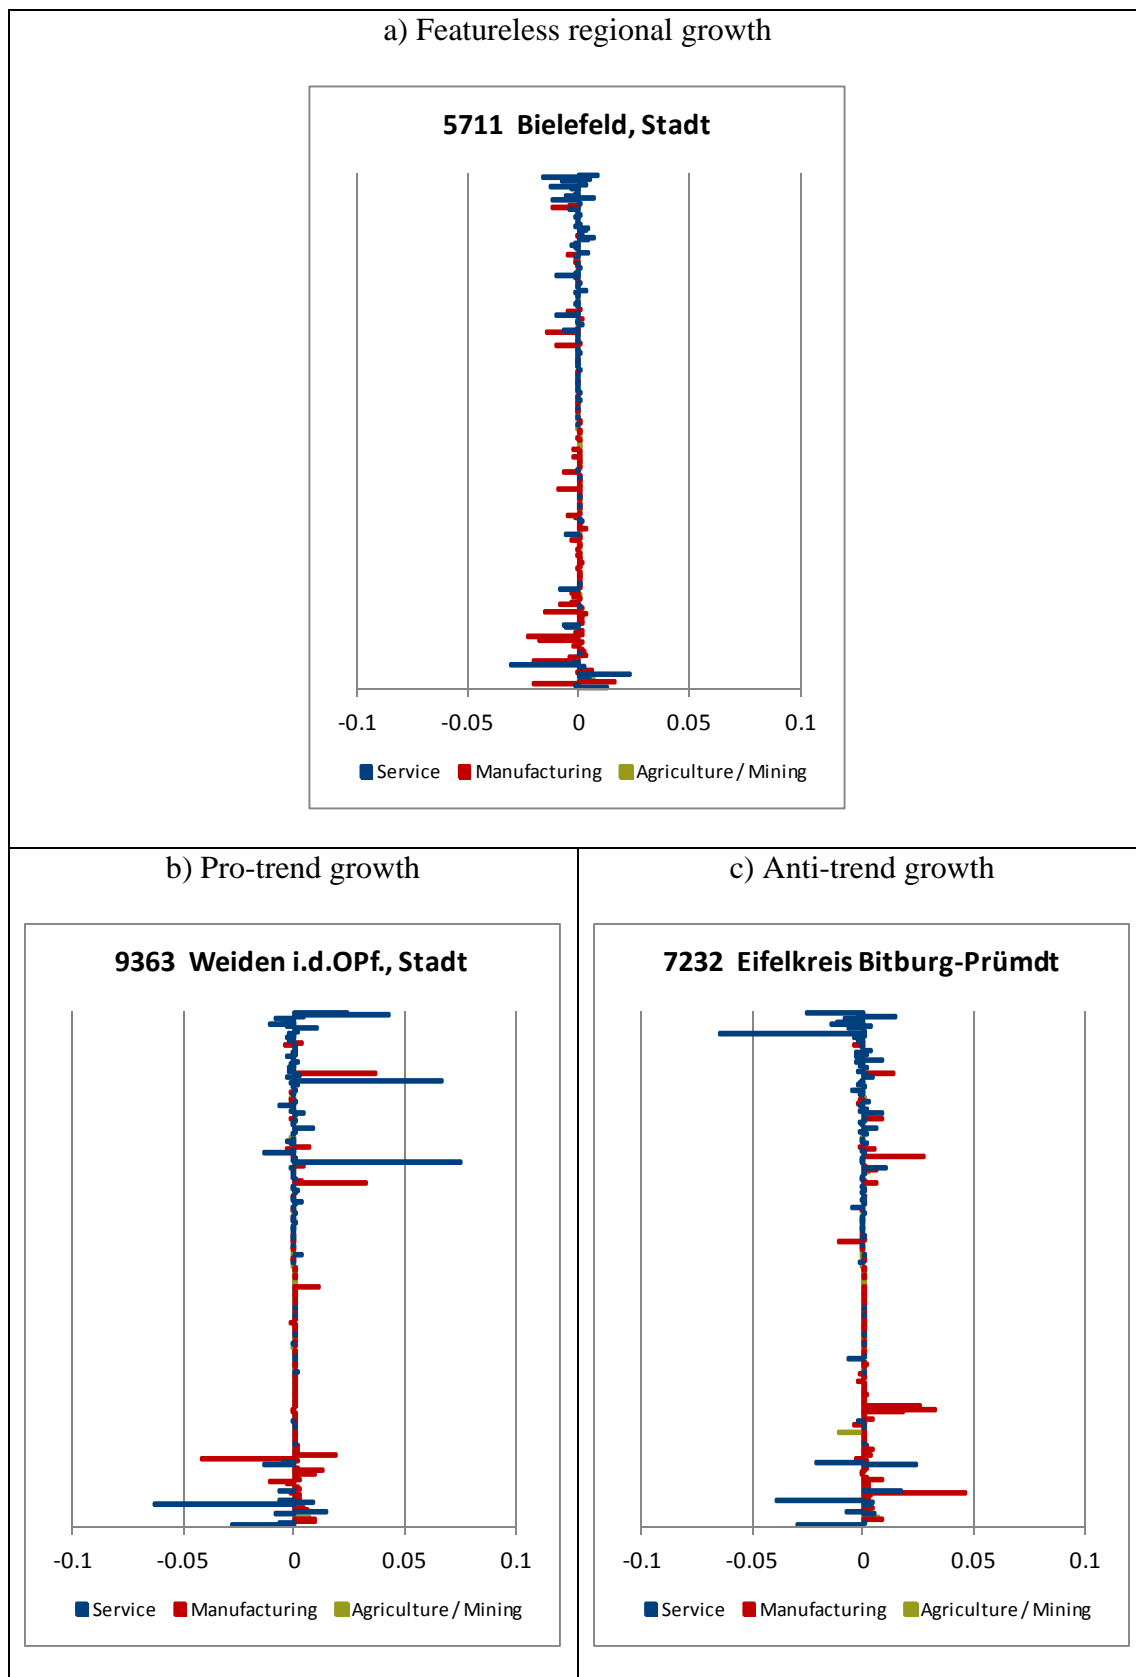 a) Featureless regional growth
5711 Bielefeld, Stadt
-0.1 -0.05 0 0.05 0.1
Service Manufacturing Agriculture / Mining
b) Pro-trend growth
9363 Weiden i.d.OPf., Stadt
-0.1 -0.05 0 0.05 0.1
Service Manufacturing Agriculture / Mining
c) Anti-trend growth
7232 Eifelkreis Bitburg-Prümdt
-0.1 -0.05 0 0.05 0.1
Service Manufacturing Agriculture / Mining